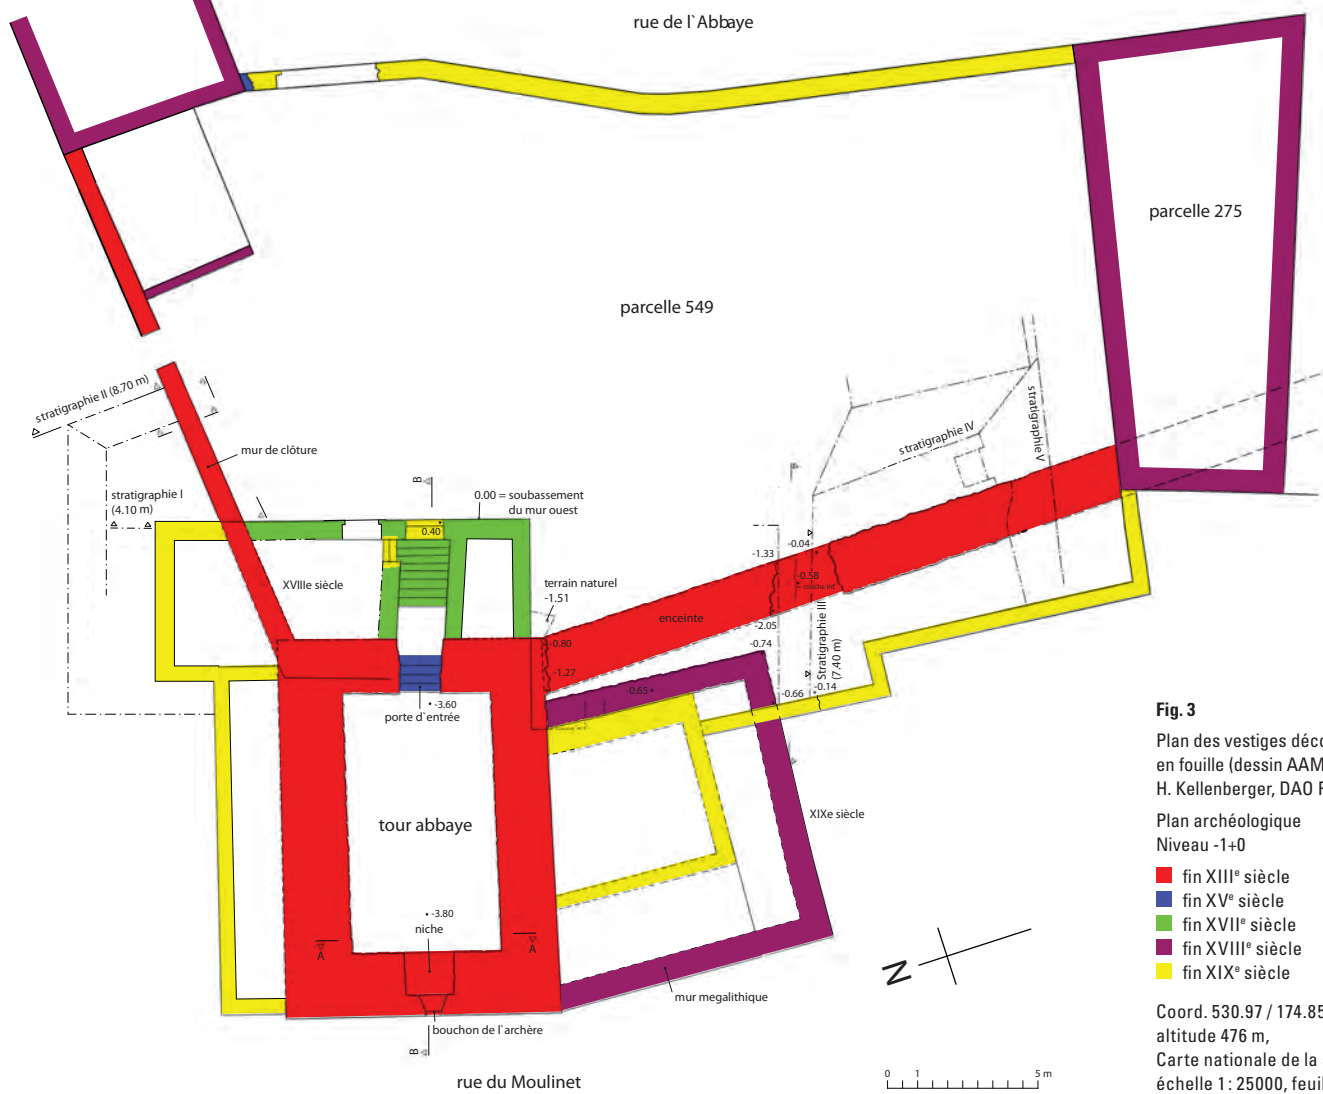 rue de l`Abbaye
parcelle 275
parcelle 549
stratigraphie II (8.70 m)
mur de clôture
stratigraphie IV
stratigraphie V
stratigraphie I
(4.10 m)
B
0.00 = soubassement
du mur ouest
0.40
XVIIIe siècle
terrain naturel
-1.51
-1.33
-0.04
-0.58
= couche inf.
enceinte
-2.05
-0.80
-0.74
-1.27
Stratigraphie III
(7.40 m)
-0.65
-0.66
-0.14
-3.60
porte d`entrée
tour abbaye
XIXe siècle
-3.80
niche
A
A
mur megalithique
bouchon de l`archère
B
rue du Moulinet
N
0 1 5 m
Fig. 3
Plan des vestiges déco
en fouille (dessin AAM
H. Kellenberger, DAO F
Plan archéologique
Niveau -1+0
fin XIIIe siècle
fin XVe siècle
fin XVIIe siècle
fin XVIIIe siècle
fin XIXe siècle
Coord. 530.97 / 174.85
altitude 476 m,
Carte nationale de la
échelle 1 : 25000, feuil